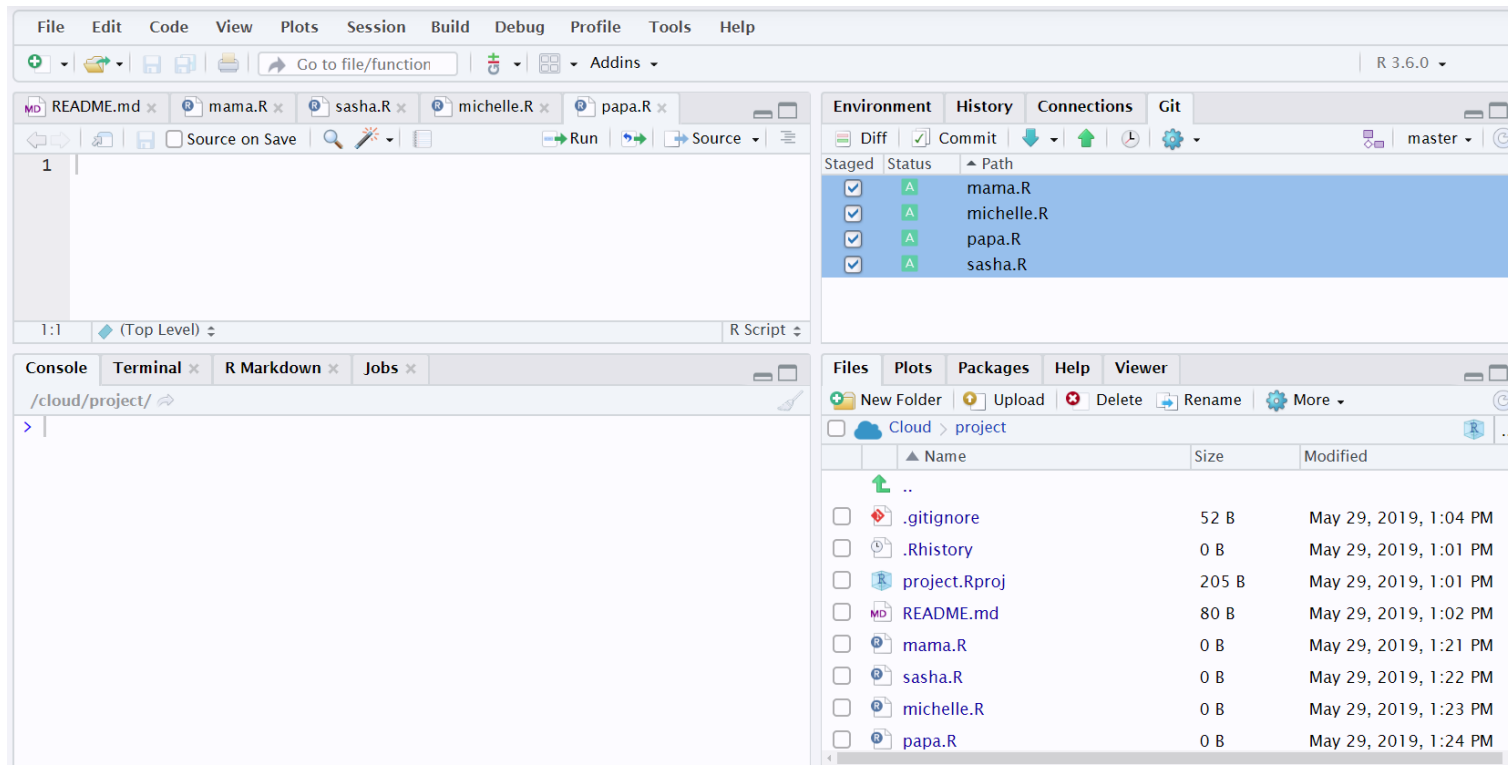 File Edit Code View Plots Session Build Debug Profile Tools Help
Go to file/function Addins R 3.6.0
README.md mama.R sasha.R michelle.R papa.R
Source on Save Run Source
1
1:1 (Top Level) R Script
Environment History Connections Git
Diff Commit master
Staged Status Path
A mama.R
A michelle.R
A papa.R
A sasha.R
Console Terminal R Markdown Jobs
/cloud/project/
>
Files Plots Packages Help Viewer
New Folder Upload Delete Rename More
Cloud project
Name Size Modified
..
.gitignore 52 B May 29, 2019, 1:04 PM
.Rhistory 0 B May 29, 2019, 1:01 PM
project.Rproj 205 B May 29, 2019, 1:01 PM
README.md 80 B May 29, 2019, 1:02 PM
mama.R 0 B May 29, 2019, 1:21 PM
sasha.R 0 B May 29, 2019, 1:22 PM
michelle.R 0 B May 29, 2019, 1:23 PM
papa.R 0 B May 29, 2019, 1:24 PM